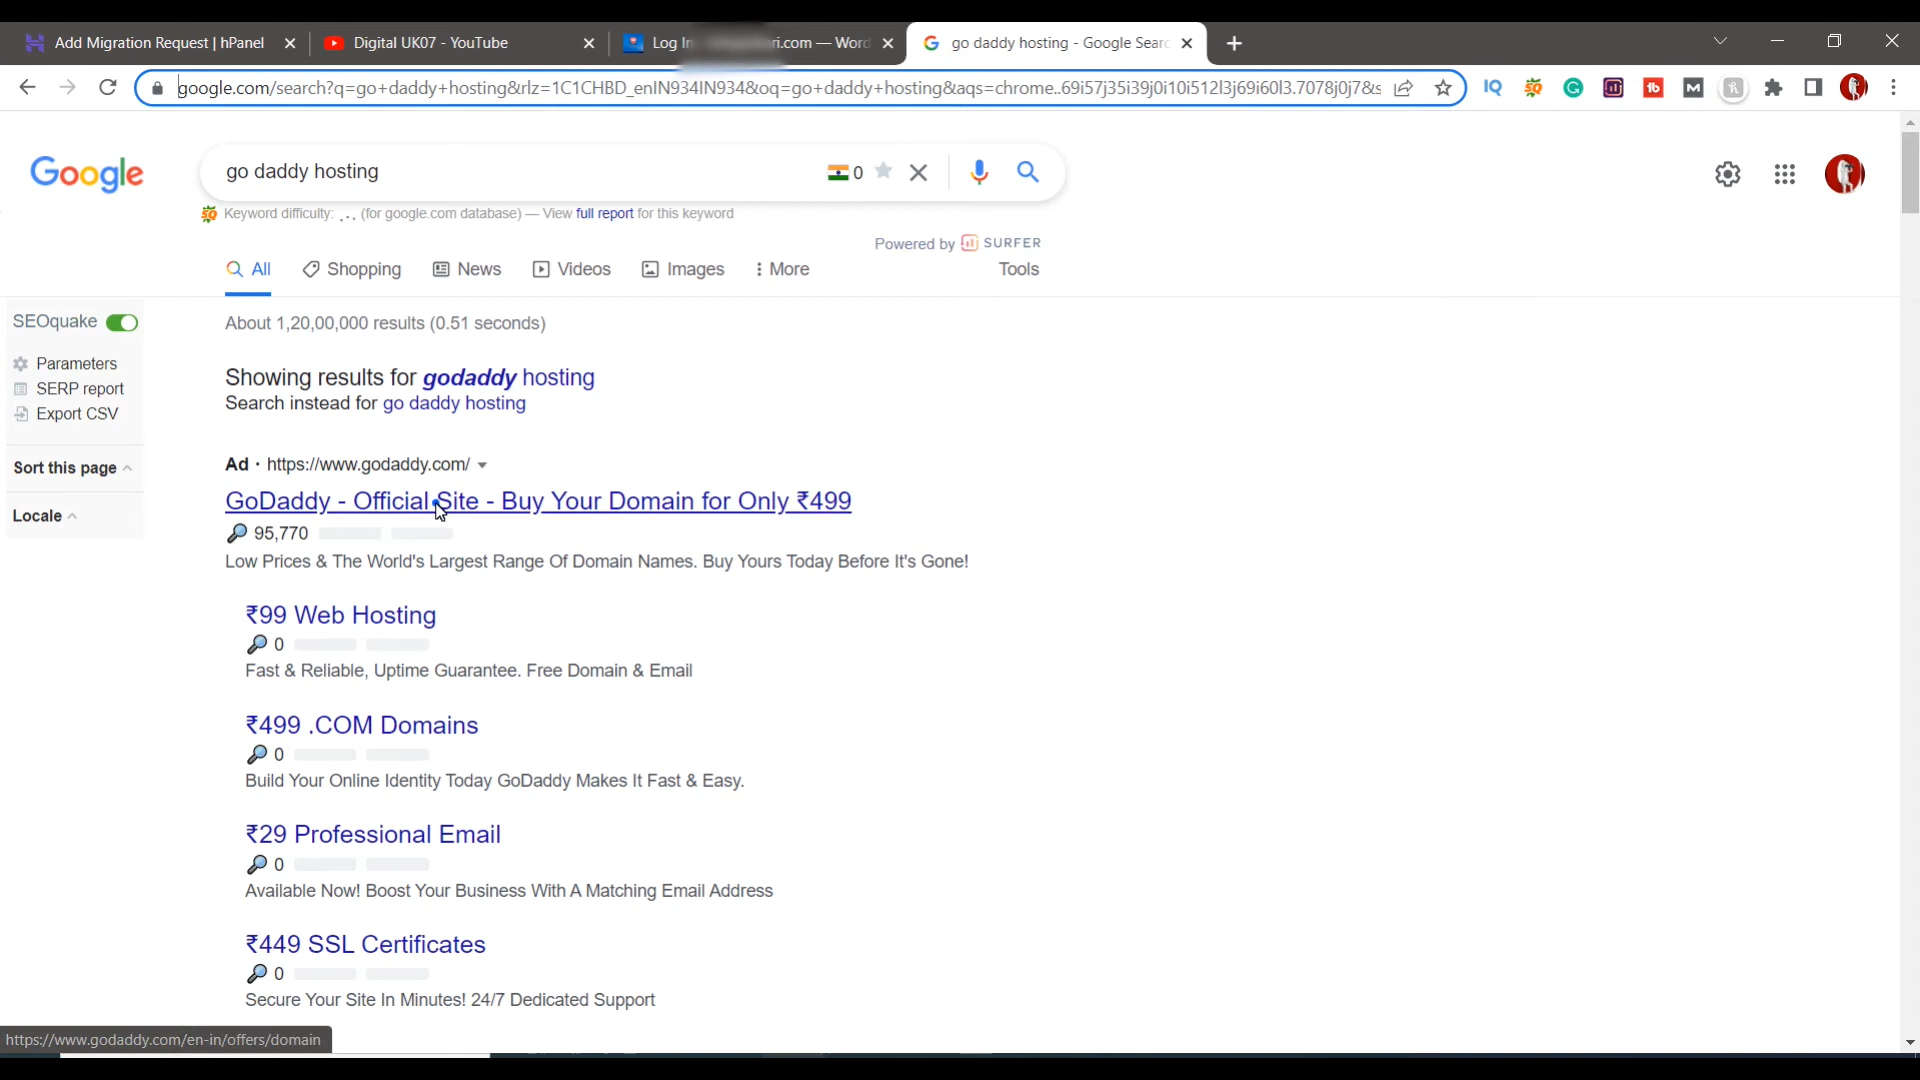 Add Migration Request | hPanel
Digital UK07 - YouTube
Log In ri.com — Word
go daddy hosting - Google Searc
google.com/search?q=go+daddy+hosting&rlz=1C1CHBD_enIN934IN934&oq=go+daddy+hosting&aqs=chrome..69i57j35i39j0i10i512l3j69i60l3.7078j0j7&s
Google
go daddy hosting
0
Keyword difficulty: ... (for google.com database) — View full report for this keyword
Powered by SURFER
All
Shopping
News
Videos
Images
More
Tools
SEOquake
Parameters
SERP report
Export CSV
Sort this page
Locale
About 1,20,00,000 results (0.51 seconds)
Showing results for godaddy hosting
Search instead for go daddy hosting
Ad · https://www.godaddy.com/
GoDaddy - Official Site - Buy Your Domain for Only ₹499
95,770
Low Prices & The World's Largest Range Of Domain Names. Buy Yours Today Before It's Gone!
₹99 Web Hosting
0
Fast & Reliable, Uptime Guarantee. Free Domain & Email
₹499 .COM Domains
0
Build Your Online Identity Today GoDaddy Makes It Fast & Easy.
₹29 Professional Email
0
Available Now! Boost Your Business With A Matching Email Address
₹449 SSL Certificates
0
Secure Your Site In Minutes! 24/7 Dedicated Support
https://www.godaddy.com/en-in/offers/domain